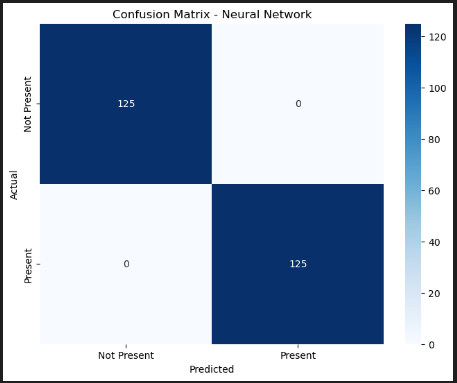 Confusion Matrix - Neural Network
Not Present
125
0
Actual
Present
0
125
Not Present
Present
Predicted
120
100
80
60
40
20
0